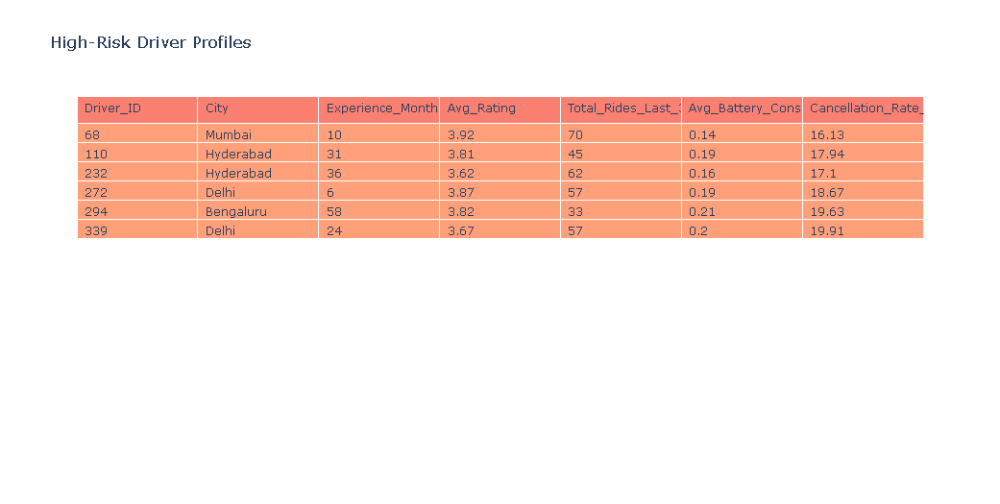 High-Risk Driver Profiles
Driver_ID City Experience_Month Avg_Rating Total_Rides_Last_ Avg_Battery_Cons Cancellation_Rate_
68 Mumbai 10 3.92 70 0.14 16.13
110 Hyderabad 31 3.81 45 0.19 17.94
232 Hyderabad 36 3.62 62 0.16 17.1
272 Delhi 6 3.87 57 0.19 18.67
294 Bengaluru 58 3.82 33 0.21 19.63
339 Delhi 24 3.67 57 0.2 19.91